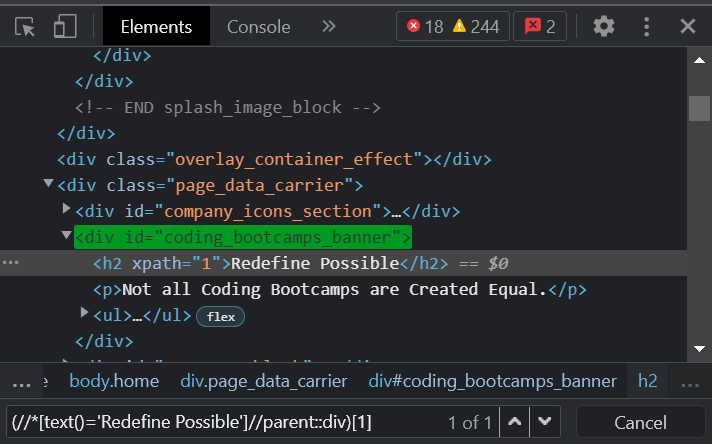 Elements Console 18 244 2
</div>
</div>
<!-- END splash_image_block -->
</div>
<div class="overlay_container_effect"></div>
<div class="page_data_carrier">
<div id="company_icons_section">…</div>
<div id="coding_bootcamps_banner">
<h2 xpath="1">Redefine Possible</h2> == $0
<p>Not all Coding Bootcamps are Created Equal.</p>
<ul>…</ul> flex
</div>
... e body.home div.page_data_carrier div#coding_bootcamps_banner h2 ...
(//*[text()='Redefine Possible']//parent::div)[1] 1 of 1 Cancel